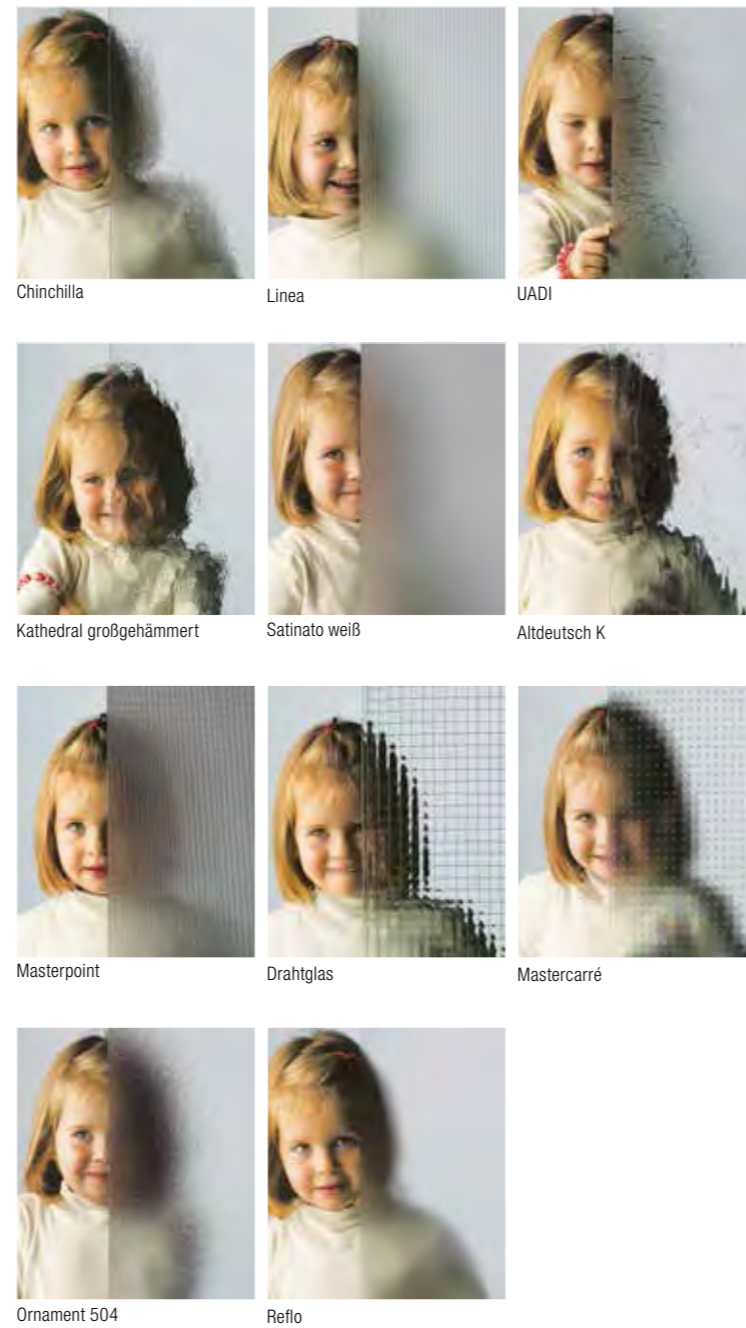 Chinchilla
Linea
UADI
Kathedral großgehämmert
Satinato weiß
Altdeutsch K
Masterpoint
Drahtglas
Mastercarré
Ornament 504
Reflo